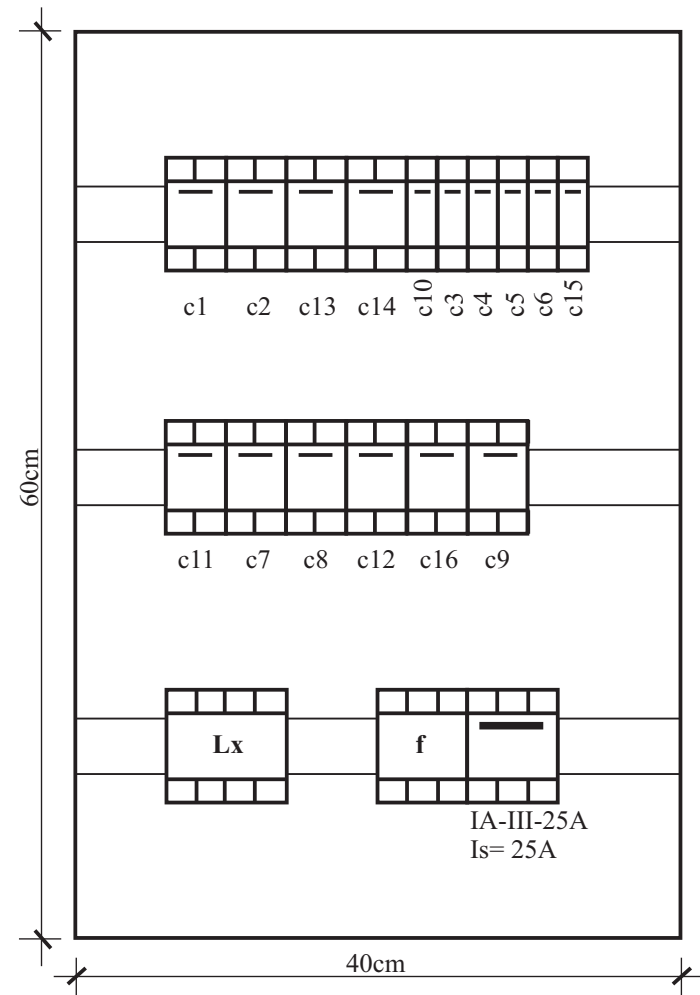 c1 c2 c13 c14 c10 c3 c4 c5 c6 c15
60cm
c11 c7 c8 c12 c16 c9
Lx f
IA-III-25A
Is= 25A
40cm